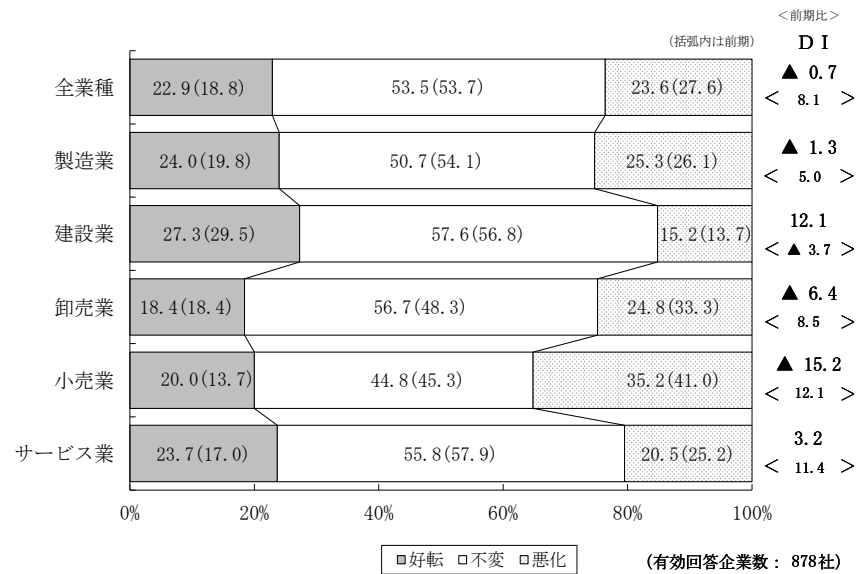 ＜前期比＞
(括弧内は前期) ＤＩ
全業種 22.9(18.8) 53.5(53.7) 23.6(27.6) ▲ 0.7
＜ 8.1 ＞
製造業 24.0(19.8) 50.7(54.1) 25.3(26.1) ▲ 1.3
＜ 5.0 ＞
建設業 27.3(29.5) 57.6(56.8) 15.2(13.7) 12.1
＜ ▲ 3.7 ＞
卸売業 18.4(18.4) 56.7(48.3) 24.8(33.3) ▲ 6.4
＜ 8.5 ＞
小売業 20.0(13.7) 44.8(45.3) 35.2(41.0) ▲ 15.2
＜ 12.1 ＞
サービス業 23.7(17.0) 55.8(57.9) 20.5(25.2) 3.2
＜ 11.4 ＞
0% 20% 40% 60% 80% 100%
好転 不変 悪化
(有効回答企業数： 878社)